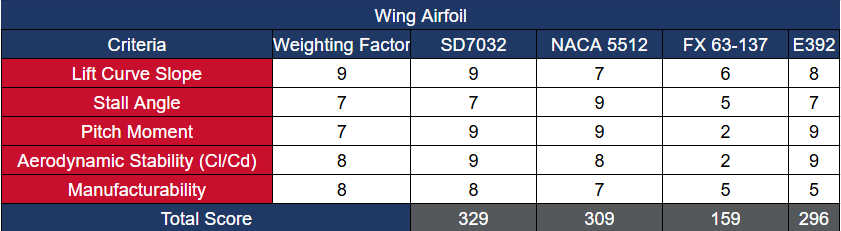 Wing Airfoil
Criteria Weighting Factor SD7032 NACA 5512 FX 63-137 E392
Lift Curve Slope 9 9 7 6 8
Stall Angle 7 7 9 5 7
Pitch Moment 7 9 9 2 9
Aerodynamic Stability (Cl/Cd) 8 9 8 2 9
Manufacturability 8 8 7 5 5
Total Score 329 309 159 296